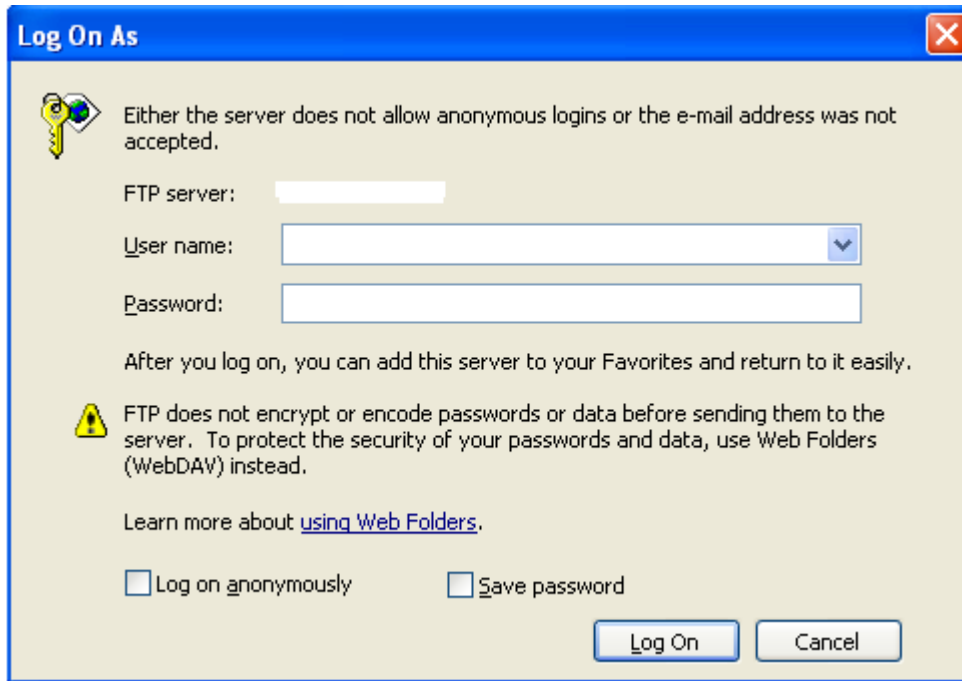 Log On As
Either the server does not allow anonymous logins or the e-mail address was not
accepted.
FTP server:
User name:
Password:
After you log on, you can add this server to your Favorites and return to it easily.
FTP does not encrypt or encode passwords or data before sending them to the
server.  To protect the security of your passwords and data, use Web Folders
(WebDAV) instead.
Learn more about using Web Folders.
Log on anonymously Save password
Log On Cancel